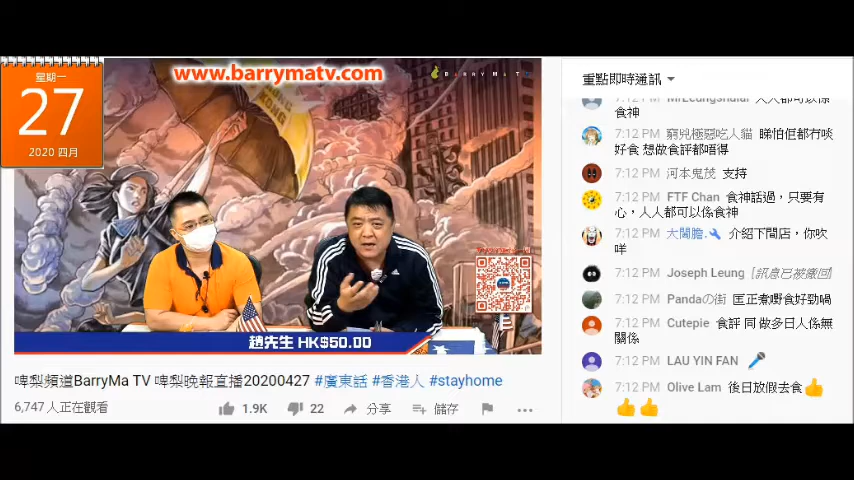 www.barrymatv.com
BARRYMATV
星期一
27
2020 四月
KONG
趙先生 HK$50.00
啤梨頻道BarryMa TV 啤梨晚報直播20200427 #廣東話 #香港人 #stayhome
6,747 人正在觀看
1.9K
22
分享
儲存
重點即時通訊
食神
7:12 PM 窮兇極惡吃人貓 睇怕佢都冇啖
好食 想做食評都唔得
7:12 PM 河本鬼茂 支持
7:12 PM FTF Chan 食神話過,只要有
心,人人都可以係食神
7:12 PM 大鬧膽. 介紹下間店,你吹
咩
7:12 PM Joseph Leung [訊息已被撤回]
7:12 PM Pandaの街 匡正煮嘢食好勁喎
7:12 PM Cutepie 食評 同 做多日人係無
關係
7:12 PM LAU YIN FAN 🎤
7:12 PM Olive Lam 後日放假去食👍
👍👍